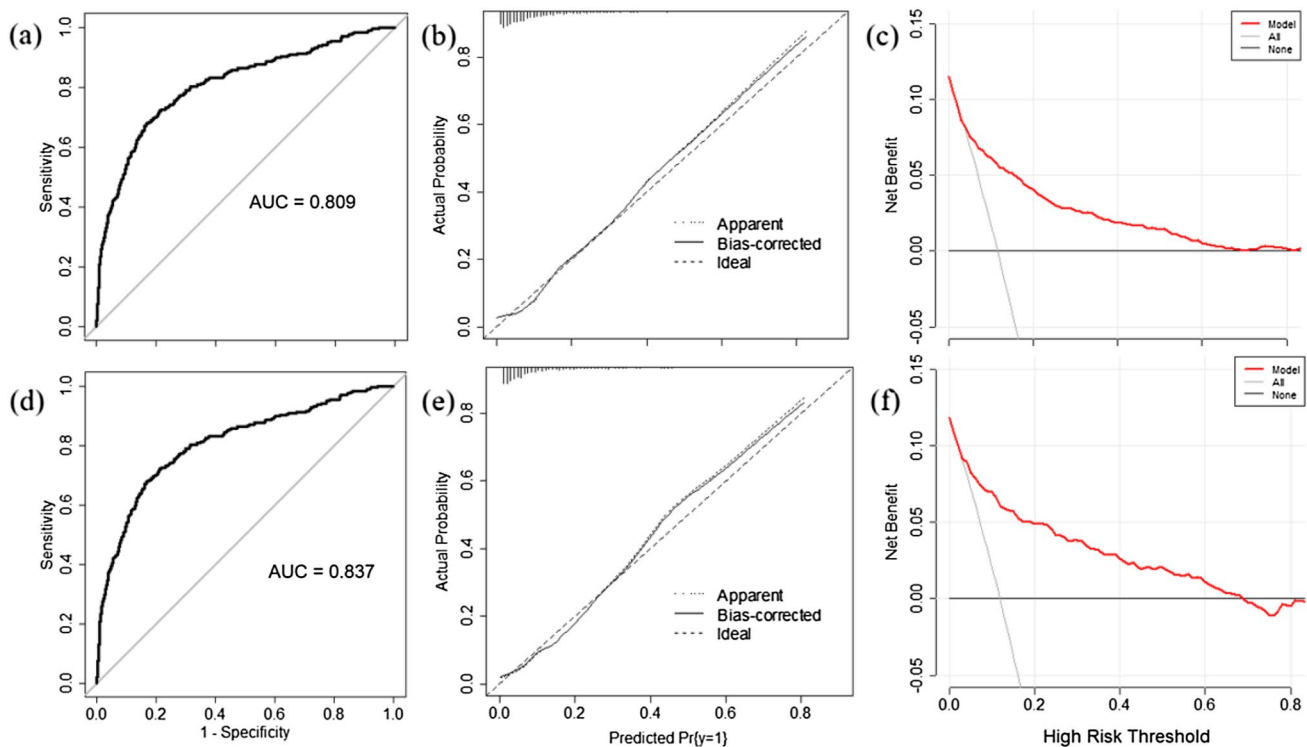 (a)
Sensitivity
1.0
0.8
0.6
0.4
0.2
0.0
AUC = 0.809
(b)
Actual Probability
0.8
0.6
0.4
0.2
0.0
Apparent
Bias-corrected
Ideal
(c)
Net Benefit
0.15
0.10
0.05
0.00
-0.05
Model
All
None
(d)
Sensitivity
1.0
0.8
0.6
0.4
0.2
0.0
AUC = 0.837
0.0 0.2 0.4 0.6 0.8 1.0
1 - Specificity
(e)
Actual Probability
0.8
0.6
0.4
0.2
0.0
Apparent
Bias-corrected
Ideal
0.0 0.2 0.4 0.6 0.8
Predicted Pr{y=1}
(f)
Net Benefit
0.15
0.10
0.05
0.00
-0.05
Model
All
None
0.0 0.2 0.4 0.6 0.8
High Risk Threshold